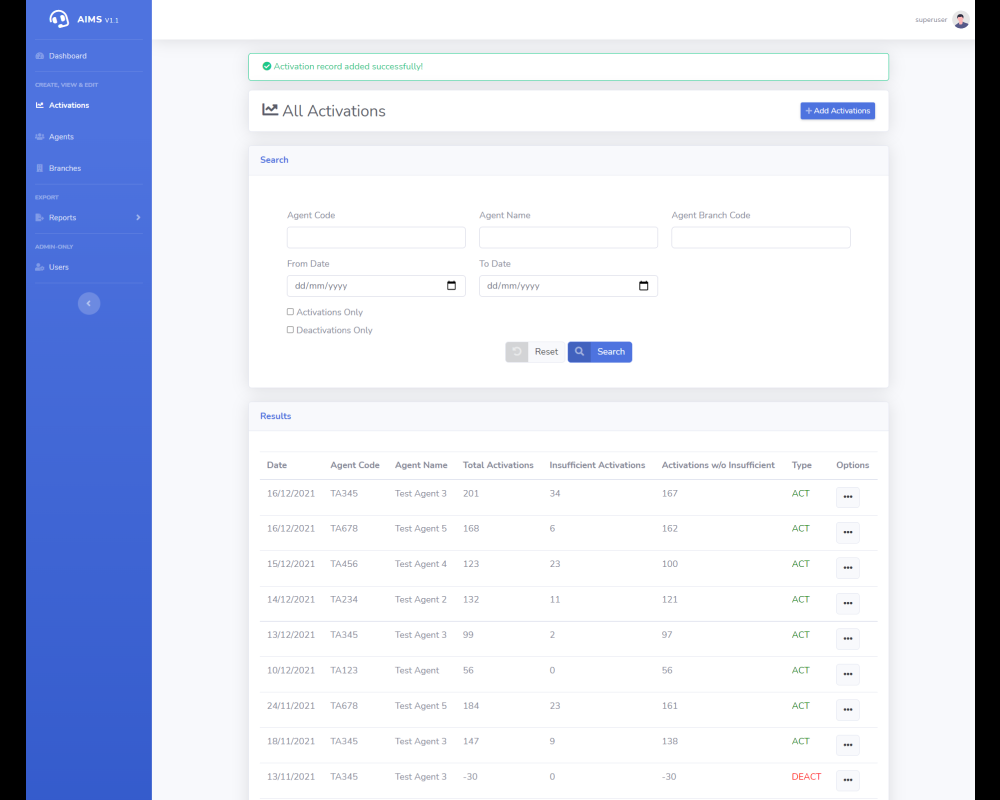 AIMS V1.1
superuser
Dashboard
CREATE, VIEW & EDIT
Activations
Agents
Branches
EXPORT
Reports
ADMIN-ONLY
Users
Activation record added successfully!
All Activations
+ Add Activations
Search
Agent Code Agent Name Agent Branch Code
From Date To Date
dd/mm/yyyy dd/mm/yyyy
Activations Only
Deactivations Only
Reset Search
Results
Date Agent Code Agent Name Total Activations Insufficient Activations Activations w/o Insufficient Type Options
16/12/2021 TA345 Test Agent 3 201 34 167 ACT
16/12/2021 TA678 Test Agent 5 168 6 162 ACT
15/12/2021 TA456 Test Agent 4 123 23 100 ACT
14/12/2021 TA234 Test Agent 2 132 11 121 ACT
13/12/2021 TA345 Test Agent 3 99 2 97 ACT
10/12/2021 TA123 Test Agent 56 0 56 ACT
24/11/2021 TA678 Test Agent 5 184 23 161 ACT
18/11/2021 TA345 Test Agent 3 147 9 138 ACT
13/11/2021 TA345 Test Agent 3 -30 0 -30 DEACT